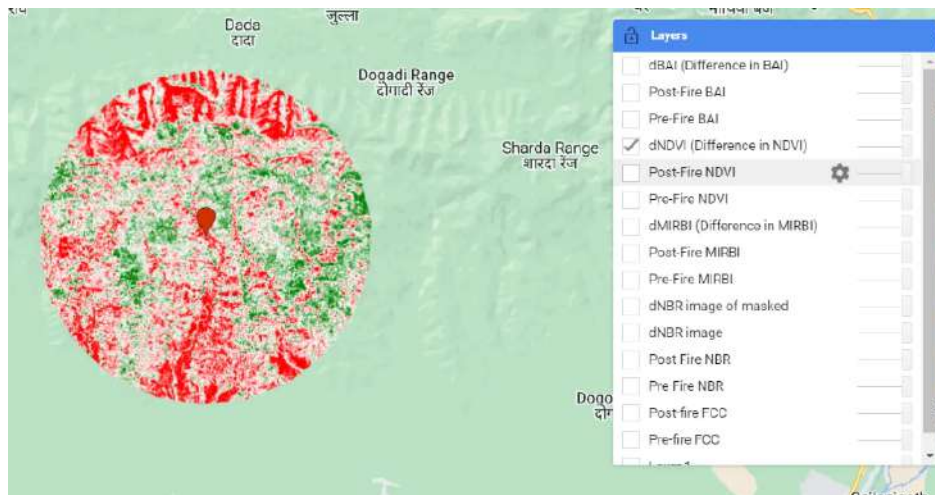 जुल्ला
Dada
दादा
Dogadi Range
दोगादी रेंज
Sharda Range
शारदा रेंज
Layers
dBAI (Difference in BAI)
Post-Fire BAI
Pre-Fire BAI
dNDVI (Difference in NDVI)
Post-Fire NDVI
Pre-Fire NDVI
dMIRBI (Difference in MIRBI)
Post-Fire MIRBI
Pre-Fire MIRBI
dNBR image of masked
dNBR image
Post Fire NBR
Pre Fire NBR
Post-fire FCC
Pre-fire FCC